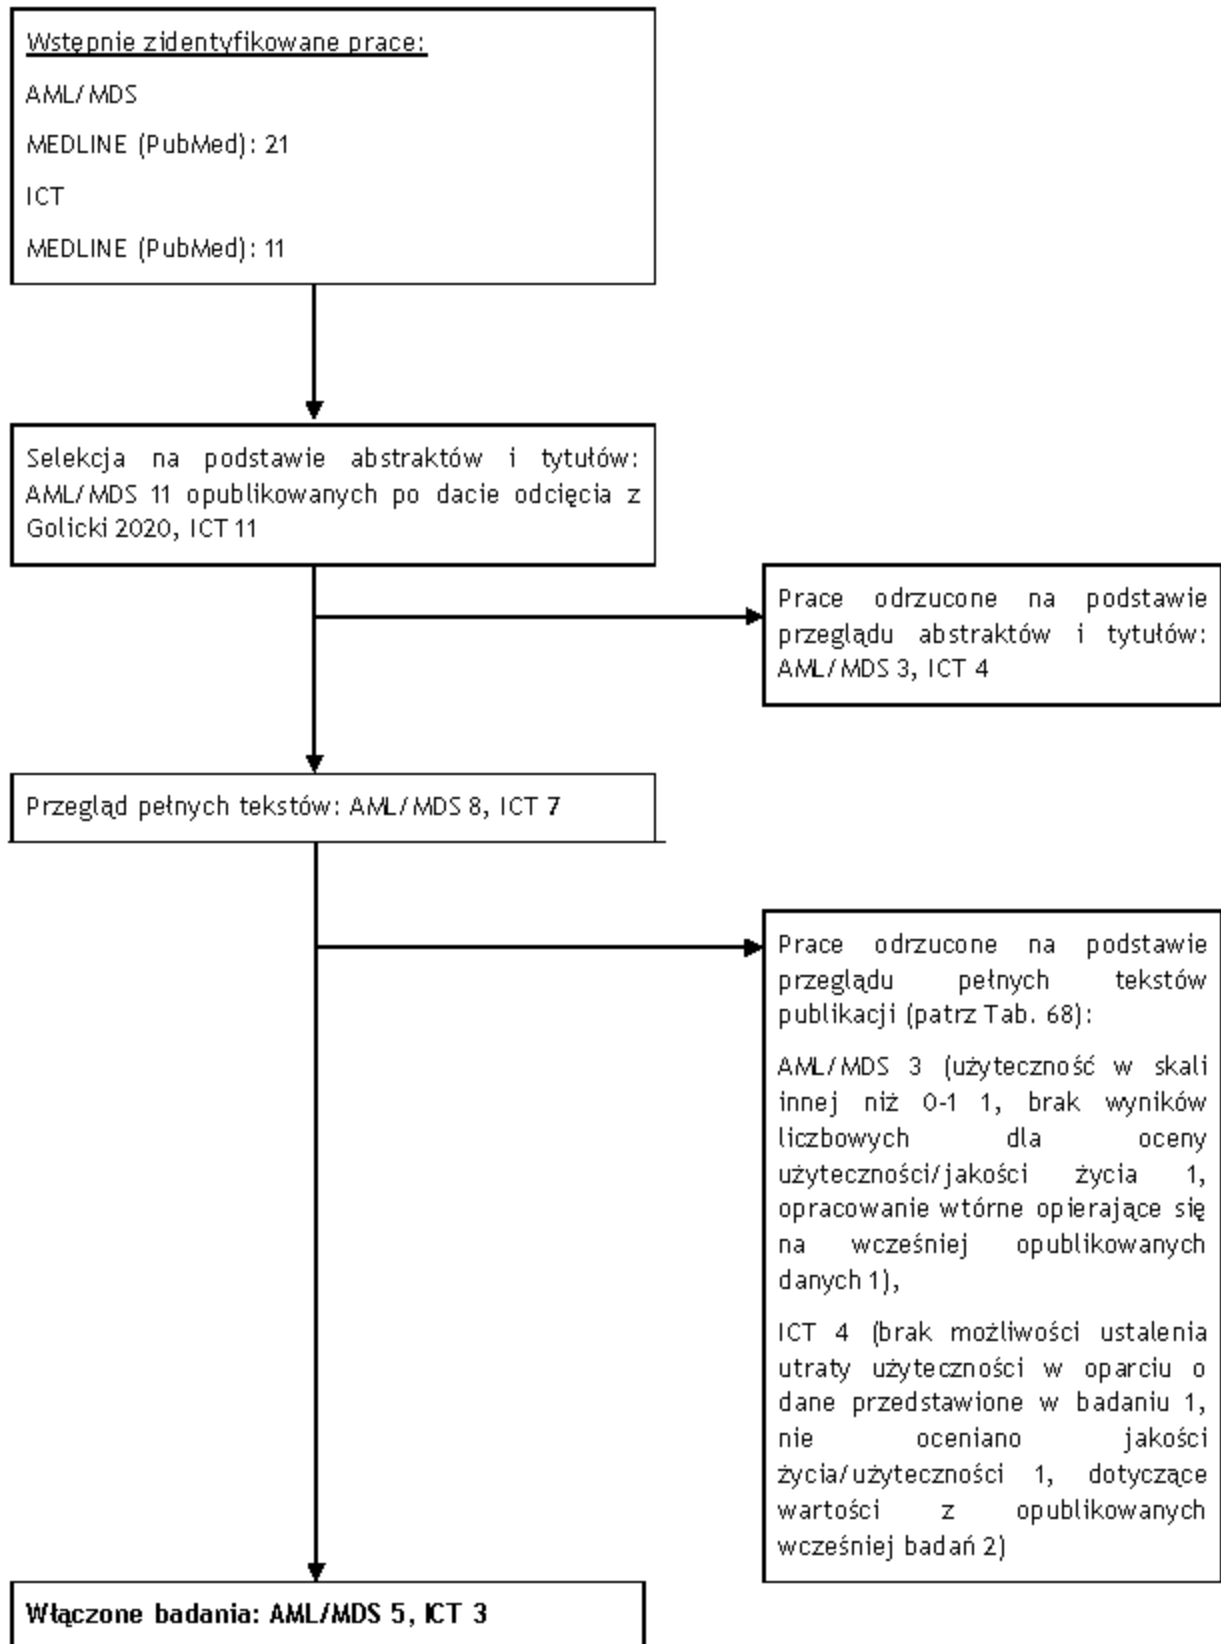 Wstępnie zidentyfikowane prace:
AML/MDS
MEDLINE (PubMed): 21
ICT
MEDLINE (PubMed): 11
Selekcja na podstawie abstraktów i tytułów:
AML/MDS 11 opublikowanych po dacie odcięcia z
Golicki 2020, ICT 11
Prace odrzucone na podstawie
przeglądu abstraktów i tytułów:
AML/MDS 3, ICT 4
Przegląd pełnych tekstów: AML/MDS 8, ICT 7
Prace odrzucone na podstawie
przeglądu pełnych tekstów
publikacji (patrz Tab. 68):
AML/MDS 3 (użyteczność w skali
innej niż 0-1 1, brak wyników
liczbowych dla oceny
użyteczności/jakości życia 1,
opracowanie wtórne opierające się
na wcześniej opublikowanych
danych 1),
ICT 4 (brak możliwości ustalenia
utraty użyteczności w oparciu o
dane przedstawione w badaniu 1,
nie oceniano jakości
życia/użyteczności 1, dotyczące
wartości z opublikowanych
wcześniej badań 2)
Włączone badania: AML/MDS 5, ICT 3